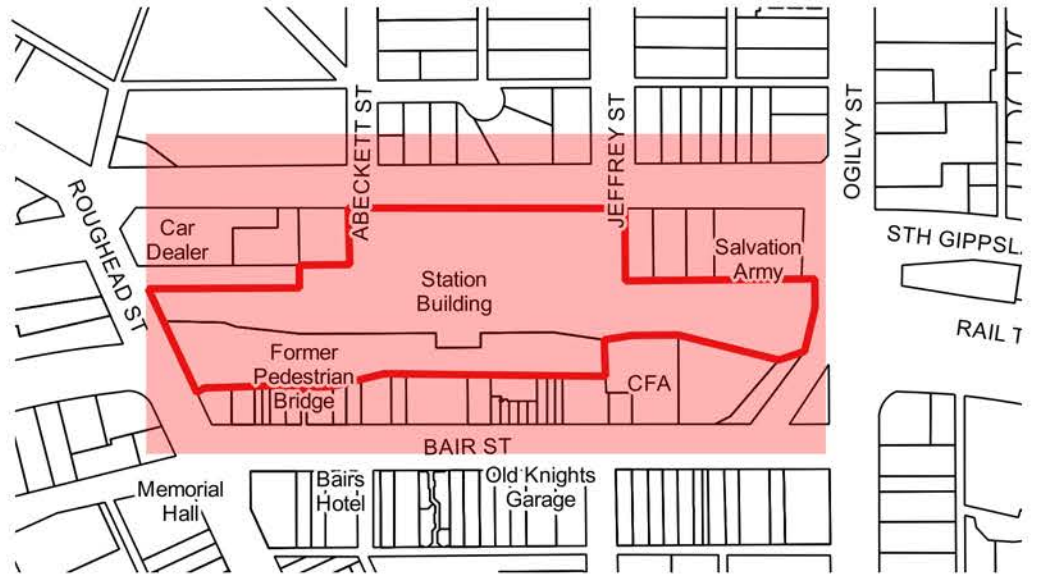 ABECKETT ST
JEFFREY ST
OGILVY ST
ROUGHEAD ST
Car
Dealer
Station
Building
Salvation
Army
STH GIPPSL
RAIL T
Former
Pedestrian
Bridge
CFA
BAIR ST
Memorial
Hall
Bairs
Hotel
Old Knights
Garage